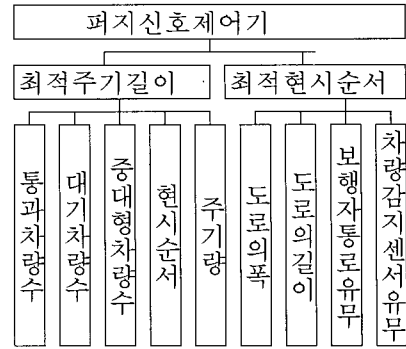 퍼지신호제어기
최적주기길이
최적현시순서
통과차량수
대기차량수
중대형차량수
현시순서
주기량
도로의폭
도로의길이
보행자통로유무
차량감지센서유무